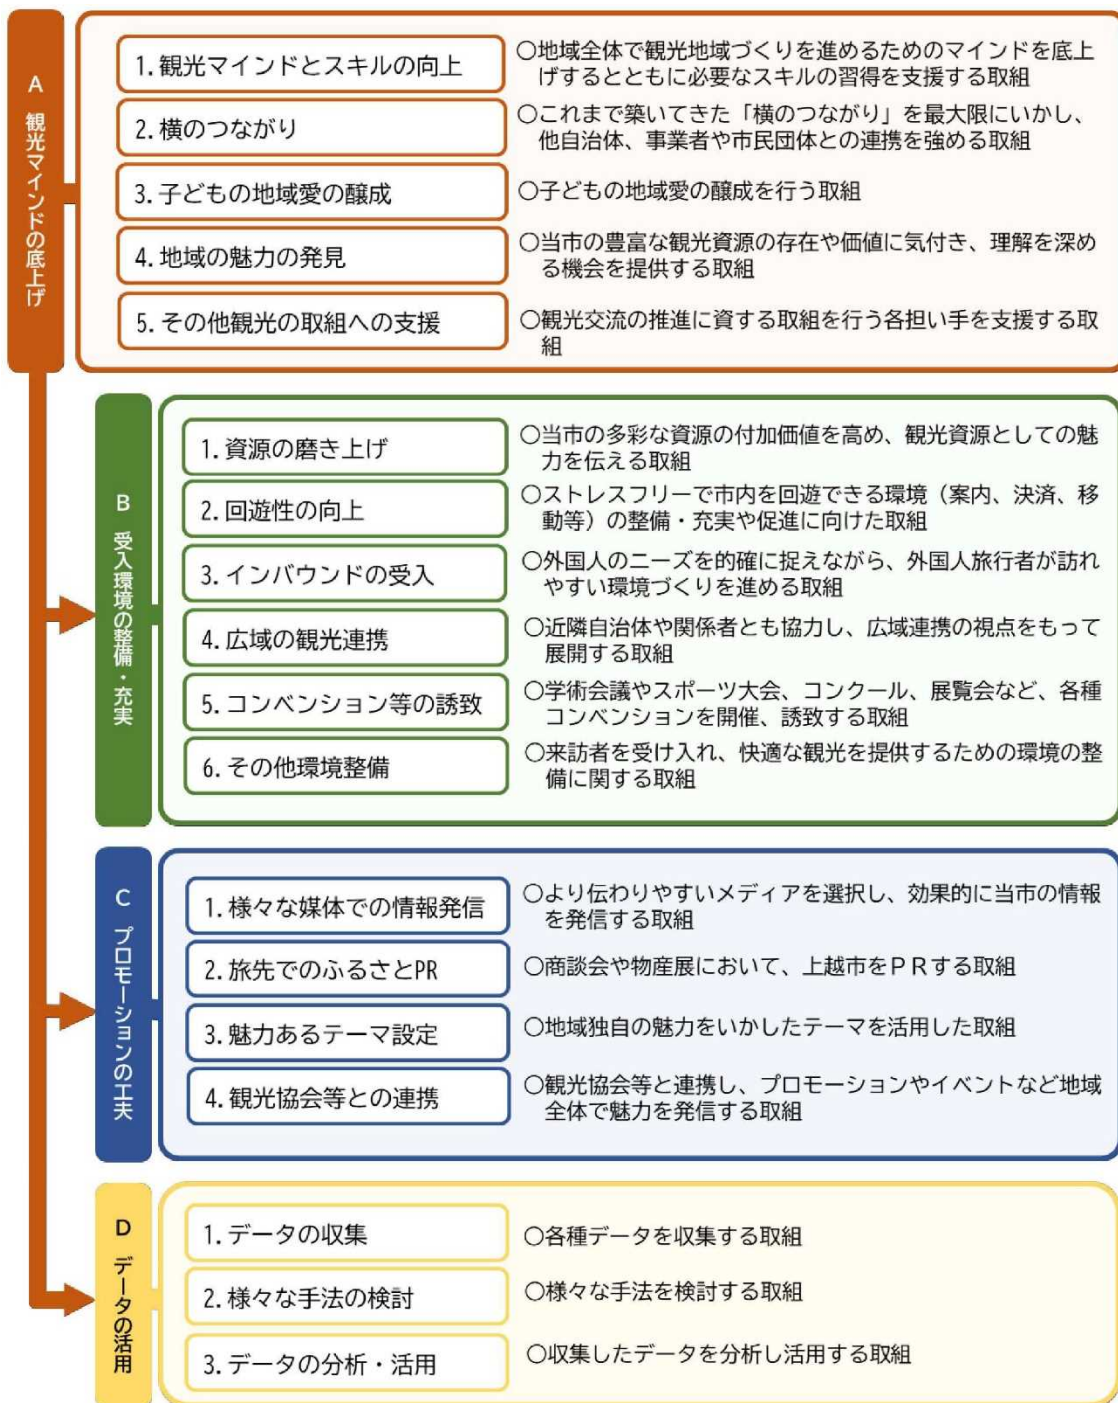 A 観光マインドの底上げ
1.観光マインドとスキルの向上
○地域全体で観光地域づくりを進めるためのマインドを底上
げするとともに必要なスキルの習得を支援する取組
2.横のつながり
○これまで築いてきた「横のつながり」を最大限にいかし、
他自治体、事業者や市民団体との連携を強める取組
3.子どもの地域愛の醸成
○子どもの地域愛の醸成を行う取組
4.地域の魅力の発見
○当市の豊富な観光資源の存在や価値に気付き、理解を深め
る機会を提供する取組
5.その他観光の取組への支援
○観光交流の推進に資する取組を行う各担い手を支援する取
組
B 受入環境の整備・充実
1.資源の磨き上げ
○当市の多彩な資源の付加価値を高め、観光資源としての魅
力を伝える取組
2.回遊性の向上
○ストレスフリーで市内を回遊できる環境（案内、決済、移
動等）の整備・充実や促進に向けた取組
3.インバウンドの受入
○外国人のニーズを的確に捉えながら、外国人旅行者が訪れ
やすい環境づくりを進める取組
4.広域の観光連携
○近隣自治体や関係者とも協力し、広域連携の視点をもって
展開する取組
5.コンベンション等の誘致
○学術会議やスポーツ大会、コンクール、展覧会など、各種
コンベンションを開催、誘致する取組
6.その他環境整備
○来訪者を受け入れ、快適な観光を提供するための環境の整
備に関する取組
C プロモーションの工夫
1.様々な媒体での情報発信
○より伝わりやすいメディアを選択し、効果的に当市の情報
を発信する取組
2.旅先でのふるさとPR
○商談会や物産展において、上越市をＰＲする取組
3.魅力あるテーマ設定
○地域独自の魅力をいかしたテーマを活用した取組
4.観光協会等との連携
○観光協会等と連携し、プロモーションやイベントなど地域
全体で魅力を発信する取組
D データの活用
1.データの収集
○各種データを収集する取組
2.様々な手法の検討
○様々な手法を検討する取組
3.データの分析・活用
○収集したデータを分析し活用する取組